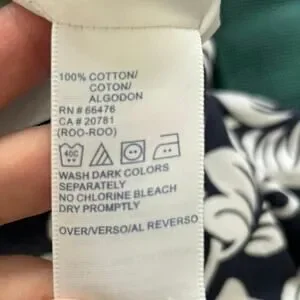 100% COTTON/
COTON/
ALGODON
RN # 66476
CA # 20781
(ROO-ROO)
40C
WASH DARK COLORS
SEPARATELY
NO CHLORINE BLEACH
DRY PROMPTLY
OVER/VERSO/AL REVERSO